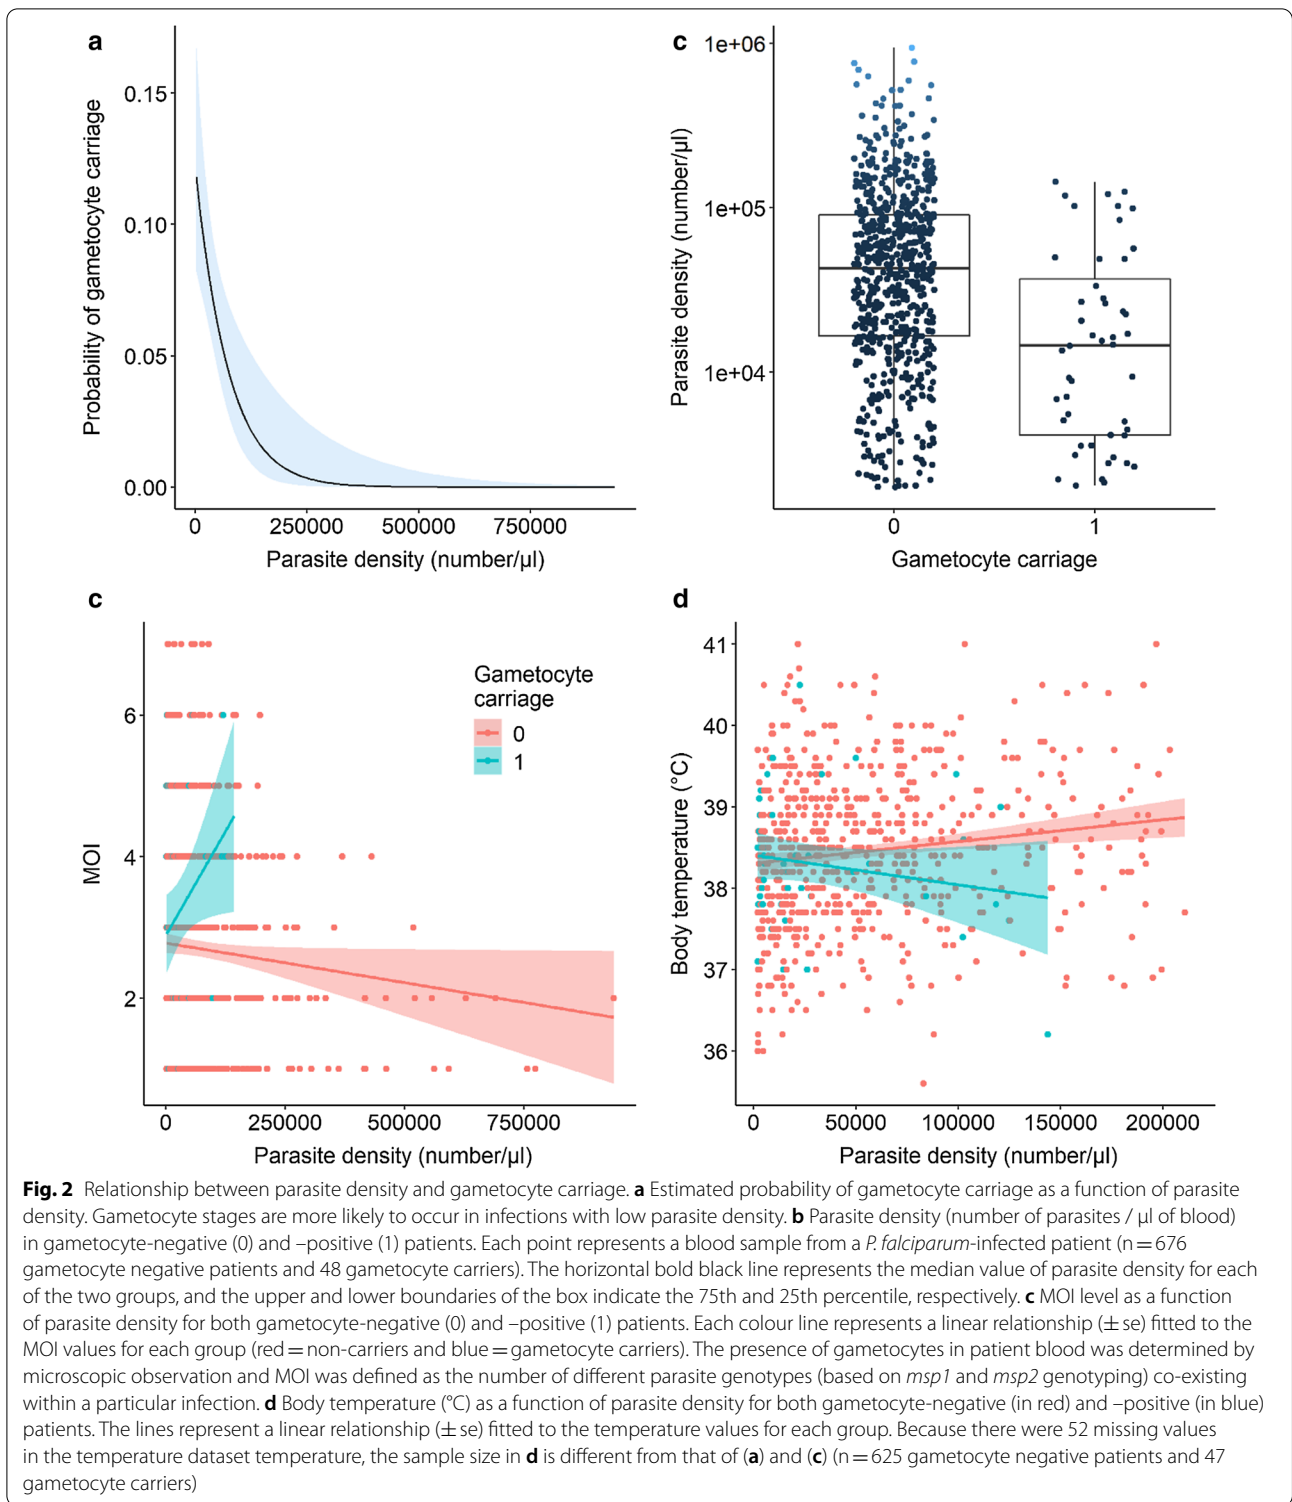 a
0.15
0.10
0.05
0.00
Probability of gametocyte carriage
0
250000
500000
750000
Parasite density (number/µl)
c
1e+06
1e+05
1e+04
Parasite density (number/µl)
0
1
Gametocyte carriage
c
6
4
2
MOI
Gametocyte
carriage
0
1
0
250000
500000
750000
Parasite density (number/µl)
d
41
40
39
38
37
36
Body temperature (°C)
0
50000
100000
150000
200000
Parasite density (number/µl)
Fig. 2 Relationship between parasite density and gametocyte carriage. a Estimated probability of gametocyte carriage as a function of parasite
density. Gametocyte stages are more likely to occur in infections with low parasite density. b Parasite density (number of parasites / µl of blood)
in gametocyte-negative (0) and –positive (1) patients. Each point represents a blood sample from a P. falciparum-infected patient (n = 676
gametocyte negative patients and 48 gametocyte carriers). The horizontal bold black line represents the median value of parasite density for each
of the two groups, and the upper and lower boundaries of the box indicate the 75th and 25th percentile, respectively. c MOI level as a function
of parasite density for both gametocyte-negative (0) and –positive (1) patients. Each colour line represents a linear relationship (± se) fitted to the
MOI values for each group (red = non-carriers and blue = gametocyte carriers). The presence of gametocytes in patient blood was determined by
microscopic observation and MOI was defined as the number of different parasite genotypes (based on msp1 and msp2 genotyping) co-existing
within a particular infection. d Body temperature (°C) as a function of parasite density for both gametocyte-negative (in red) and –positive (in blue)
patients. The lines represent a linear relationship (± se) fitted to the temperature values for each group. Because there were 52 missing values
in the temperature dataset temperature, the sample size in d is different from that of (a) and (c) (n = 625 gametocyte negative patients and 47
gametocyte carriers)